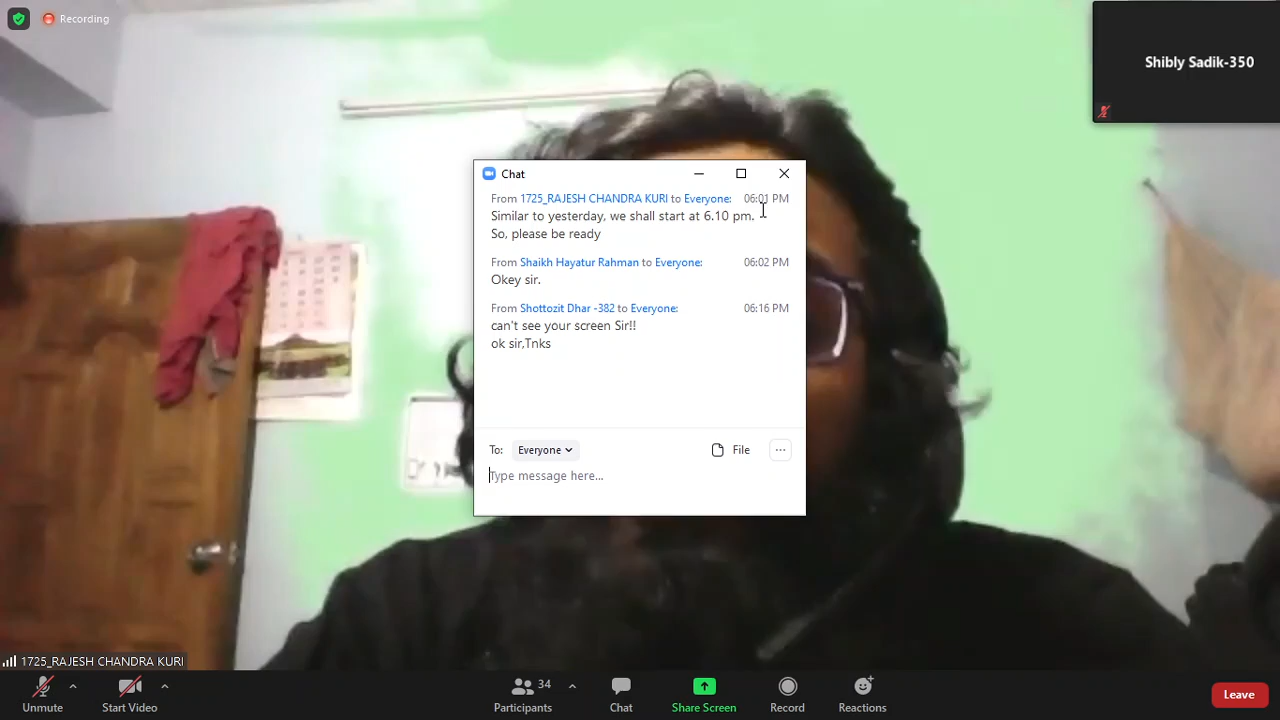 Recording
Shibly Sadik-350
Chat
From 1725_RAJESH CHANDRA KURI to Everyone: 06:01 PM
Similar to yesterday, we shall start at 6.10 pm.
So, please be ready
From Shaikh Hayatur Rahman to Everyone: 06:02 PM
Okey sir.
From Shottozit Dhar -382 to Everyone: 06:16 PM
can't see your screen Sir!!
ok sir,Tnks
To: Everyone File
Type message here...
1725_RAJESH CHANDRA KURI
34
Unmute Start Video Participants Chat Share Screen Record Reactions Leave